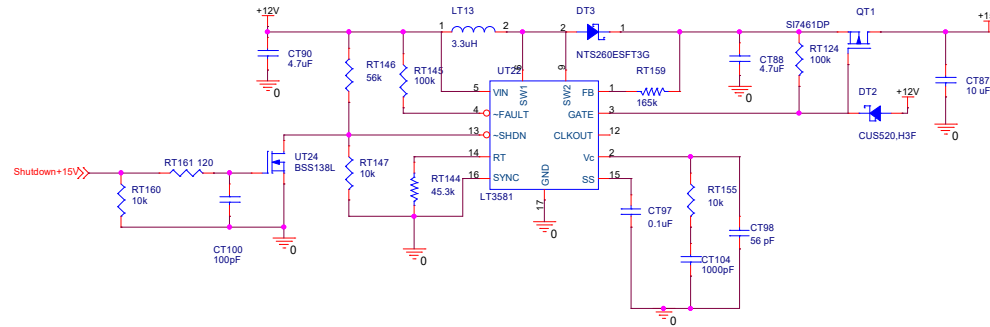 +12V
LT13
1
2
3.3uH
DT3
2
1
NTS260ESFT3G
SI7461DP
QT1
CT90
4.7uF
0
RT146
56k
RT145
100k
UT22
RT159
165k
CT88
4.7uF
0
RT124
100k
DT2
+12V
CUS520,H3F
CT87
10 uF
0
8
9
SW1
SW2
5
VIN
4
~FAULT
13
~SHDN
14
RT
16
SYNC
1
FB
3
GATE
12
CLKOUT
2
Vc
15
SS
GND
17
LT3581
0
Shutdown+15V
RT161 120
UT24
BSS138L
RT160
10k
CT100
100pF
0
RT147
10k
RT144
45.3k
0
CT97
0.1uF
RT155
10k
CT98
56 pF
CT104
1000pF
0